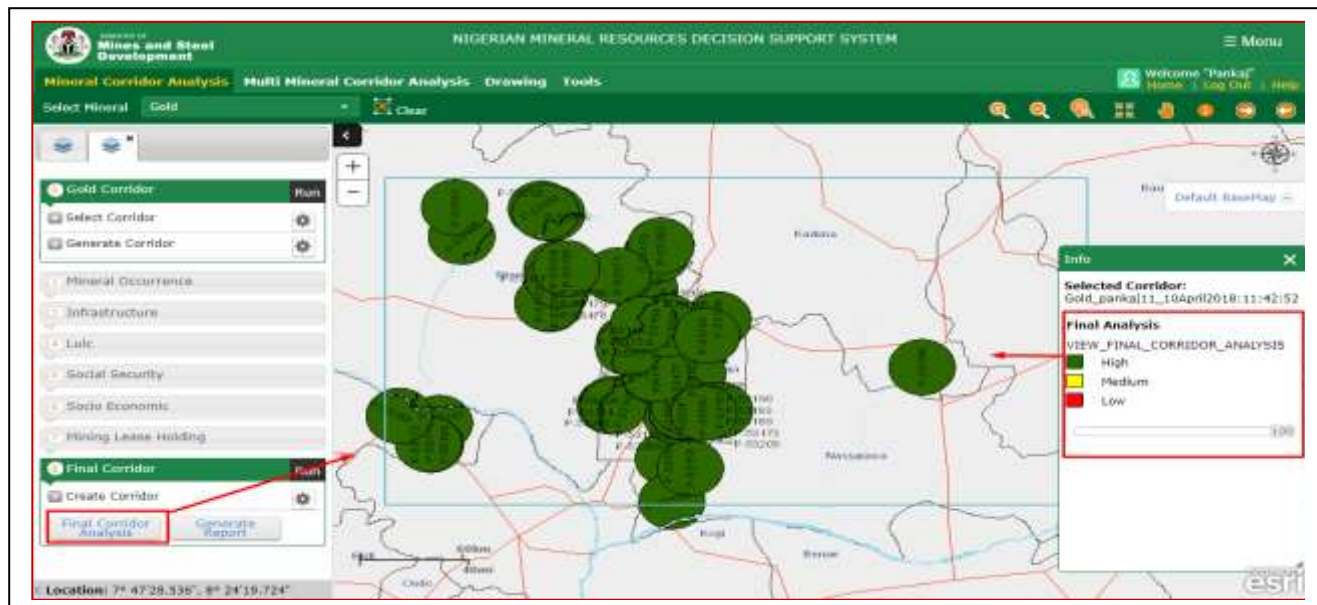 MINISTRY OF
Mines and Steel
Development
NIGERIAN MINERAL RESOURCES DECISION SUPPORT SYSTEM
Menu
Mineral Corridor Analysis Multi Mineral Corridor Analysis Drawing Tools
Welcome "Pankaj"
Home | Log Out | Help
Select Mineral Gold Clear
Gold Corridor Run
Select Corridor
Generate Corridor
Mineral Occurrence
Infrastructure
Lulc
Social Security
Socio Economic
Mining Lease Holding
Final Corridor Run
Create Corridor
Final Corridor
Analysis
Generate
Report
Location: 7° 47'28.536", 8° 24'19.724"
+
−
Kaduna
Default BaseMap
Nassarawa
Kogi
Benue
60km
40mi
Info
Selected Corridor:
Gold_pankaj11_10April2018:11:42:52
Final Analysis
VIEW_FINAL_CORRIDOR_ANALYSIS
High
Medium
Low
100
esri